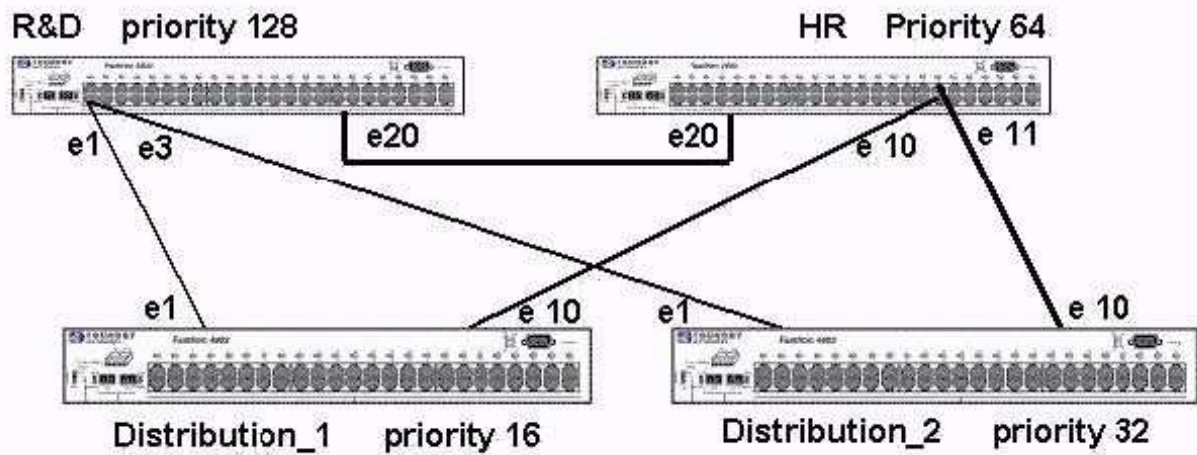 R&D priority 128
HR Priority 64
e1
e3
e20
e20
e 10
e 11
e1
e 10
e1
e 10
Distribution_1 priority 16
Distribution_2 priority 32